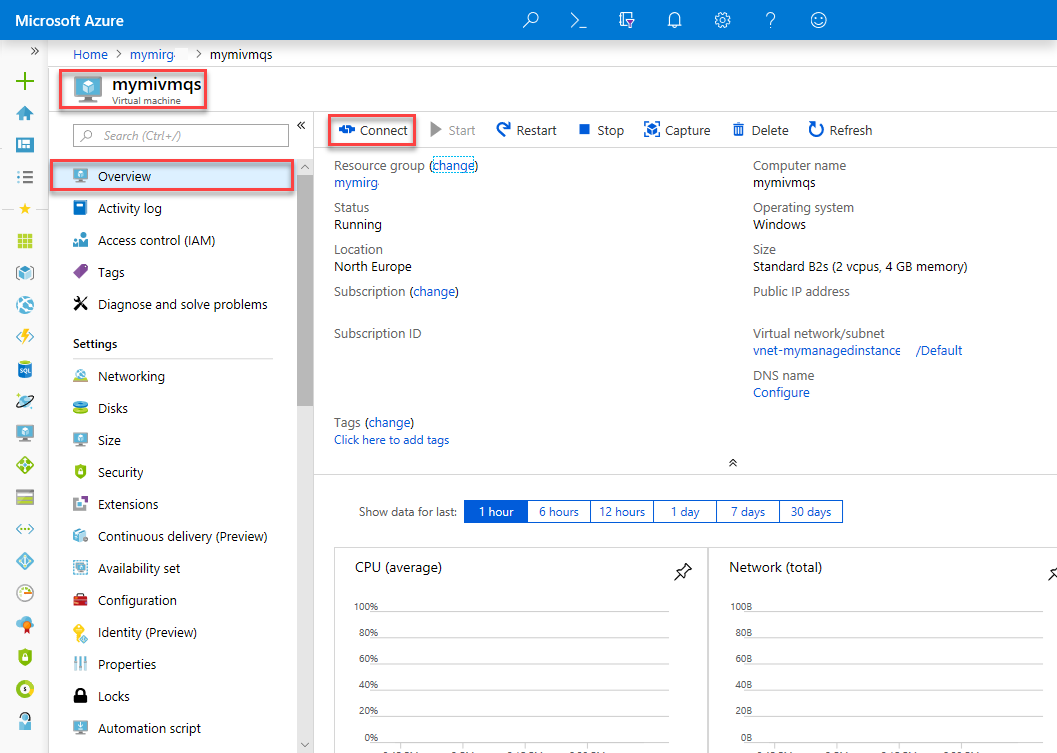 Microsoft Azure
Home > mymirg > mymivmqs
mymivmqs
Virtual machine
Search (Ctrl+/)
Overview
Activity log
Access control (IAM)
Tags
Diagnose and solve problems
Settings
Networking
Disks
Size
Security
Extensions
Continuous delivery (Preview)
Availability set
Configuration
Identity (Preview)
Properties
Locks
Automation script
Connect Start Restart Stop Capture Delete Refresh
Resource group (change)
mymirg
Status
Running
Location
North Europe
Subscription (change)
Subscription ID
Computer name
mymivmqs
Operating system
Windows
Size
Standard B2s (2 vcpus, 4 GB memory)
Public IP address
Virtual network/subnet
vnet-mymanagedinstance /Default
DNS name
Configure
Tags (change)
Click here to add tags
Show data for last: 1 hour 6 hours 12 hours 1 day 7 days 30 days
CPU (average)
100%
80%
60%
40%
20%
0%
Network (total)
100B
80B
60B
40B
20B
0B